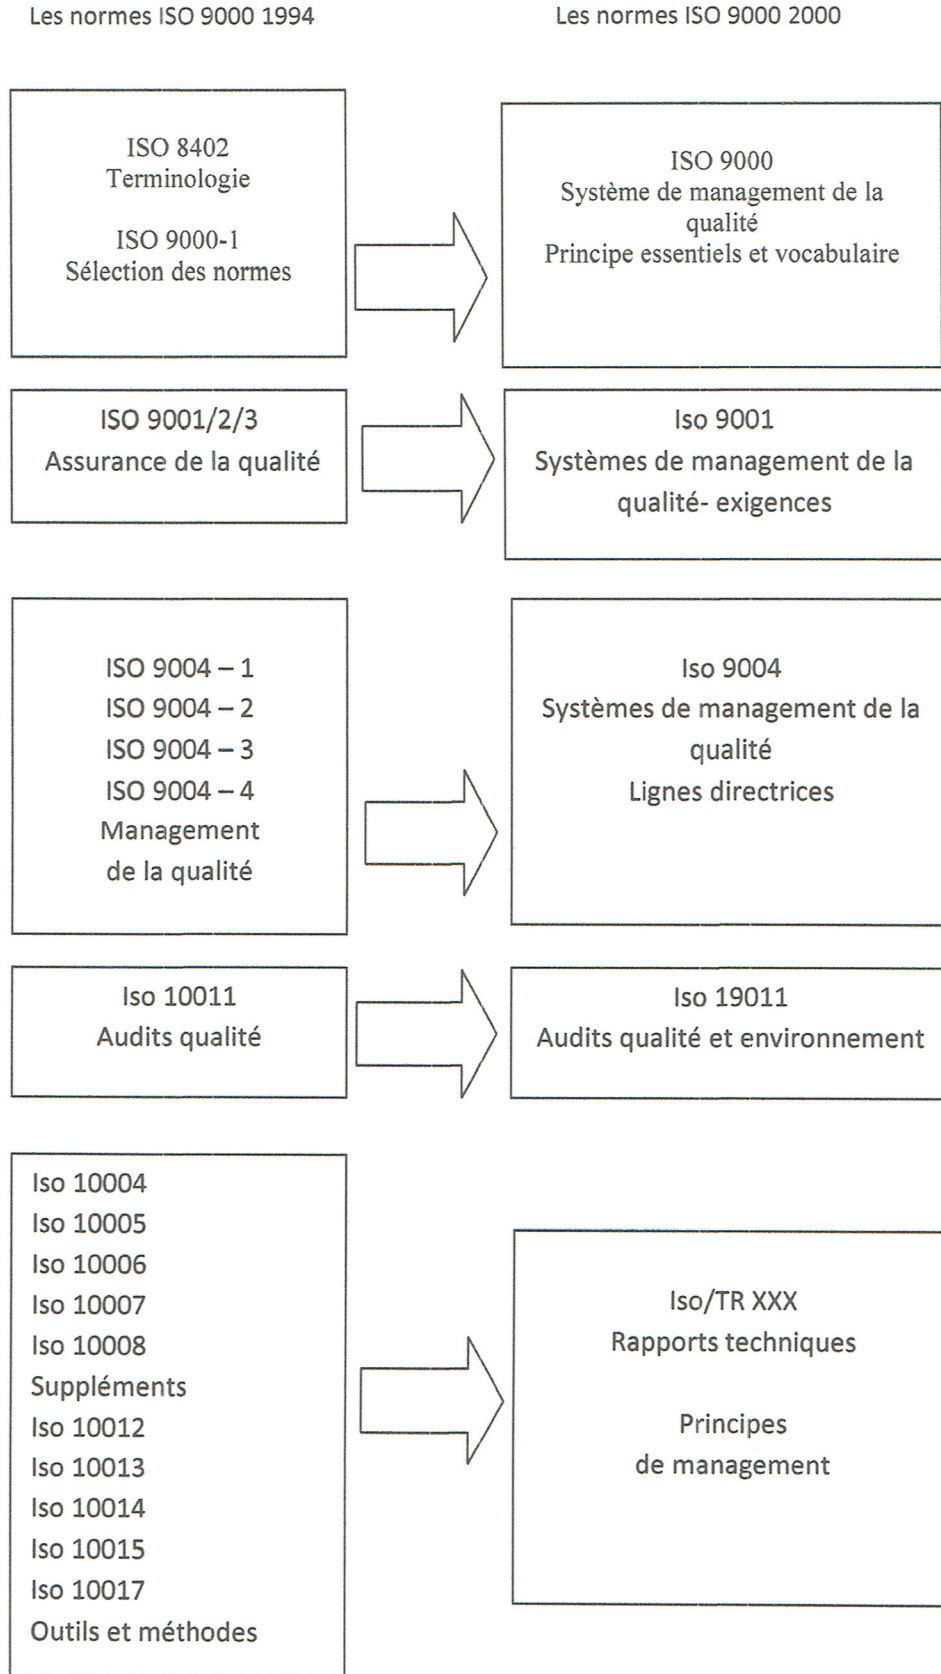 Les normes ISO 9000 1994
Les normes ISO 9000 2000
ISO 8402
Terminologie
ISO 9000-1
Sélection des normes
ISO 9000
Système de management de la
qualité
Principe essentiels et vocabulaire
ISO 9001/2/3
Assurance de la qualité
Iso 9001
Systèmes de management de la
qualité- exigences
ISO 9004 – 1
ISO 9004 – 2
ISO 9004 – 3
ISO 9004 – 4
Management
de la qualité
Iso 9004
Systèmes de management de la
qualité
Lignes directrices
Iso 10011
Audits qualité
Iso 19011
Audits qualité et environnement
Iso 10004
Iso 10005
Iso 10006
Iso 10007
Iso 10008
Suppléments
Iso 10012
Iso 10013
Iso 10014
Iso 10015
Iso 10017
Outils et méthodes
Iso/TR XXX
Rapports techniques
Principes
de management